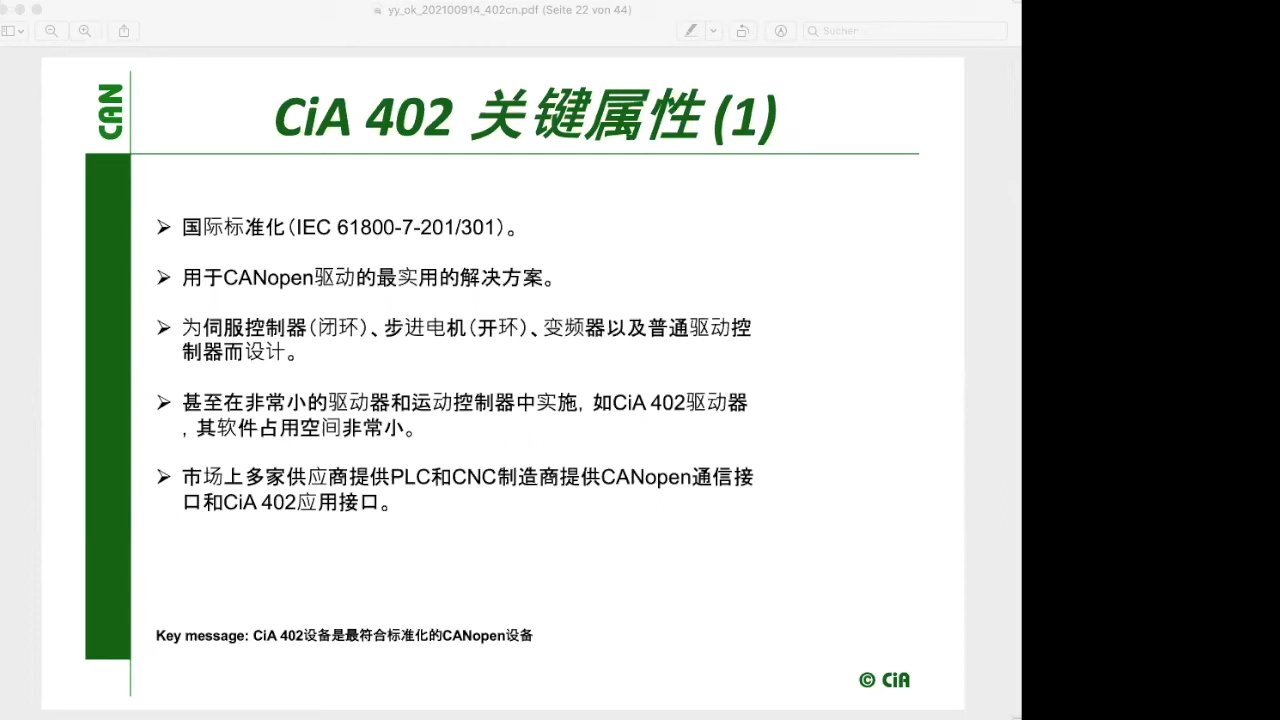 yy_ok_202100914_402cn.pdf (Seite 22 von 44)
Suchen
CAN
CiA 402 关键属性 (1)
➢ 国际标准化（IEC 61800-7-201/301）。
➢ 用于CANopen驱动的最实用的解决方案。
➢ 为伺服控制器（闭环）、步进电机（开环）、变频器以及普通驱动控
制器而设计。
➢ 甚至在非常小的驱动器和运动控制器中实施，如CiA 402驱动器
，其软件占用空间非常小。
➢ 市场上多家供应商提供PLC和CNC制造商提供CANopen通信接
口和CiA 402应用接口。
Key message: CiA 402设备是最符合标准化的CANopen设备
© CiA